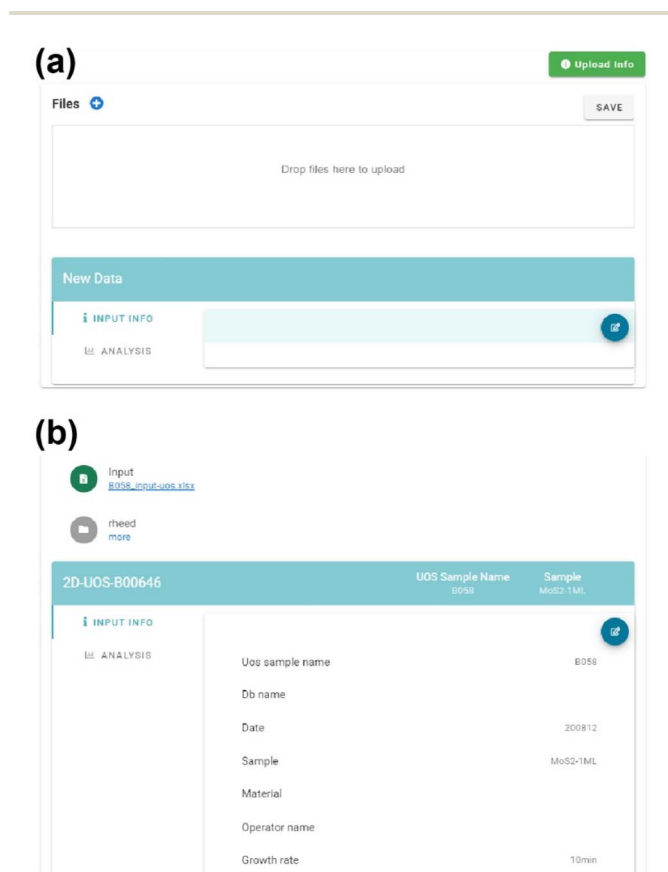 (a)
Upload Info
Files
SAVE
Drop files here to upload
New Data
INPUT INFO
ANALYSIS
(b)
Input
B058_input-uos.xlsx
rheed
more
2D-UOS-B00646 UOS Sample Name Sample
B058 MoS2-1ML
INPUT INFO
ANALYSIS
Uos sample name B058
Db name
Date 200812
Sample MoS2-1ML
Material
Operator name
Growth rate 10min